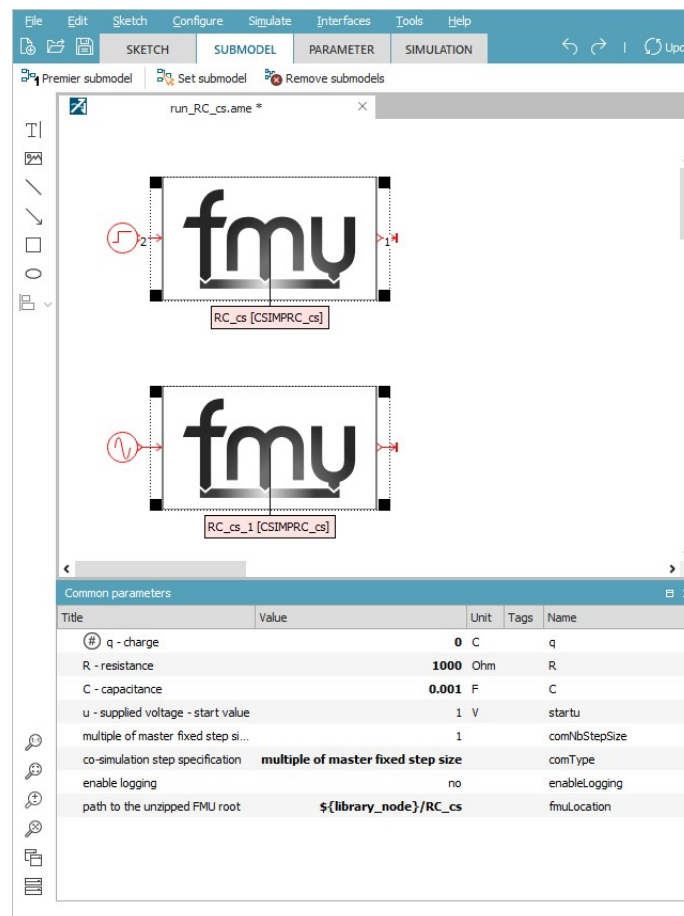 File Edit Sketch Configure Simulate Interfaces Tools Help
SKETCH SUBMODEL PARAMETER SIMULATION
Premier submodel Set submodel Remove submodels
run_RC_cs.ame *
T
fmu
2
1
RC_cs [CSIMPRC_cs]
fmu
RC_cs_1 [CSIMPRC_cs]
Common parameters
Title Value Unit Tags Name
# q - charge 0 C q
R - resistance 1000 Ohm R
C - capacitance 0.001 F C
u - supplied voltage - start value 1 V startu
multiple of master fixed step si... 1 comNbStepSize
co-simulation step specification multiple of master fixed step size comType
enable logging no enableLogging
path to the unzipped FMU root ${library_node}/RC_cs fmuLocation